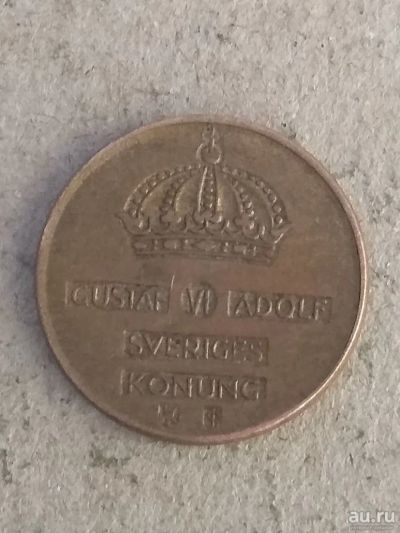 GUSTAF VI ADOLF
SVERIGES
KONUNG
au.ru